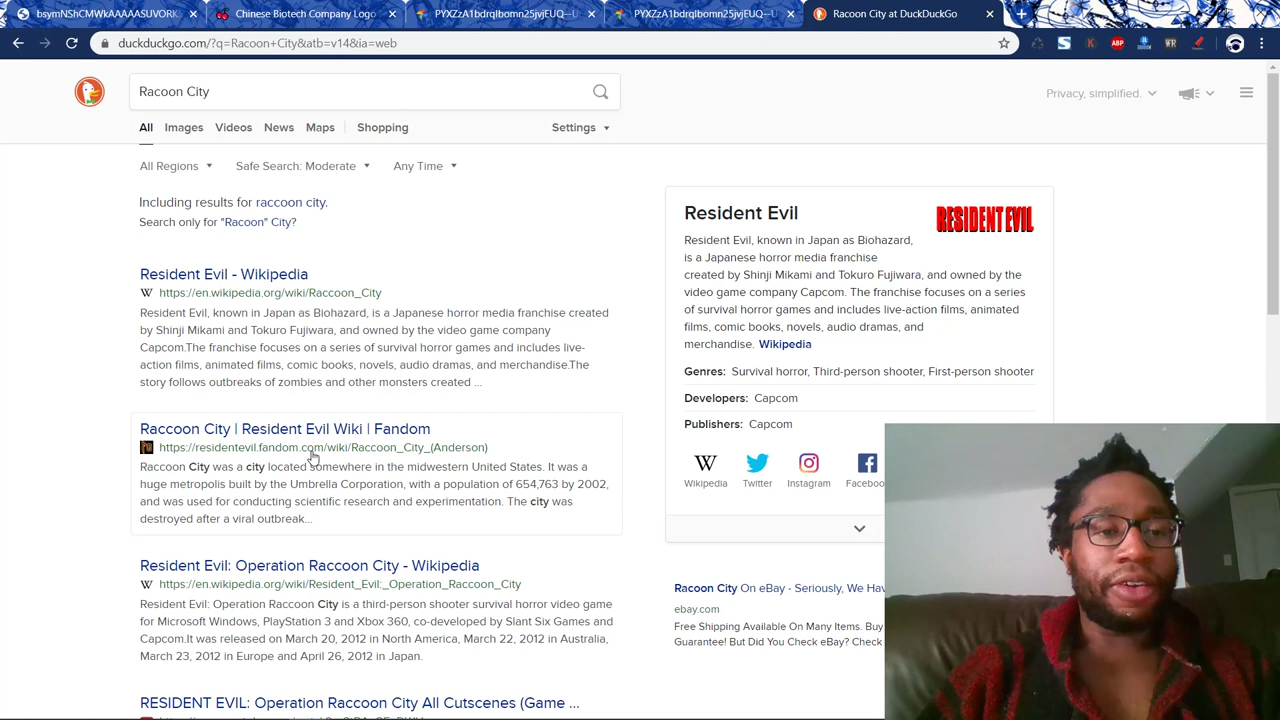 bsymNShCMWkAAAAASUVORK
Chinese Biotech Company Logo
PYXZzA1bdrqlbomn25jvjEUQ--U
PYXZzA1bdrqlbomn25jvjEUQ--U
Racoon City at DuckDuckGo
duckduckgo.com/?q=Racoon+City&atb=v14&ia=web
ABP
WR
Racoon City
Privacy, simplified.
All Images Videos News Maps Shopping Settings
All Regions Safe Search: Moderate Any Time
Including results for raccoon city.
Search only for "Racoon" City?
Resident Evil - Wikipedia
W https://en.wikipedia.org/wiki/Raccoon_City
Resident Evil, known in Japan as Biohazard, is a Japanese horror media franchise created
by Shinji Mikami and Tokuro Fujiwara, and owned by the video game company
Capcom.The franchise focuses on a series of survival horror games and includes live-
action films, animated films, comic books, novels, audio dramas, and merchandise.The
story follows outbreaks of zombies and other monsters created ...
Raccoon City | Resident Evil Wiki | Fandom
https://residentevil.fandom.com/wiki/Raccoon_City_(Anderson)
Raccoon City was a city located somewhere in the midwestern United States. It was a
huge metropolis built by the Umbrella Corporation, with a population of 654,763 by 2002,
and was used for conducting scientific research and experimentation. The city was
destroyed after a viral outbreak...
Resident Evil: Operation Raccoon City - Wikipedia
W https://en.wikipedia.org/wiki/Resident_Evil:_Operation_Raccoon_City
Resident Evil: Operation Raccoon City is a third-person shooter survival horror video game
for Microsoft Windows, PlayStation 3 and Xbox 360, co-developed by Slant Six Games and
Capcom.It was released on March 20, 2012 in North America, March 22, 2012 in Australia,
March 23, 2012 in Europe and April 26, 2012 in Japan.
RESIDENT EVIL: Operation Raccoon City All Cutscenes (Game ...
Resident Evil
RESIDENT EVIL
Resident Evil, known in Japan as Biohazard,
is a Japanese horror media franchise
created by Shinji Mikami and Tokuro Fujiwara, and owned by the
video game company Capcom. The franchise focuses on a series
of survival horror games and includes live-action films, animated
films, comic books, novels, audio dramas, and
merchandise. Wikipedia
Genres: Survival horror, Third-person shooter, First-person shooter
Developers: Capcom
Publishers: Capcom
W
Wikipedia Twitter Instagram Faceboo
Racoon City On eBay - Seriously, We Ha
ebay.com
Free Shipping Available On Many Items. Buy
Guarantee! But Did You Check eBay? Check